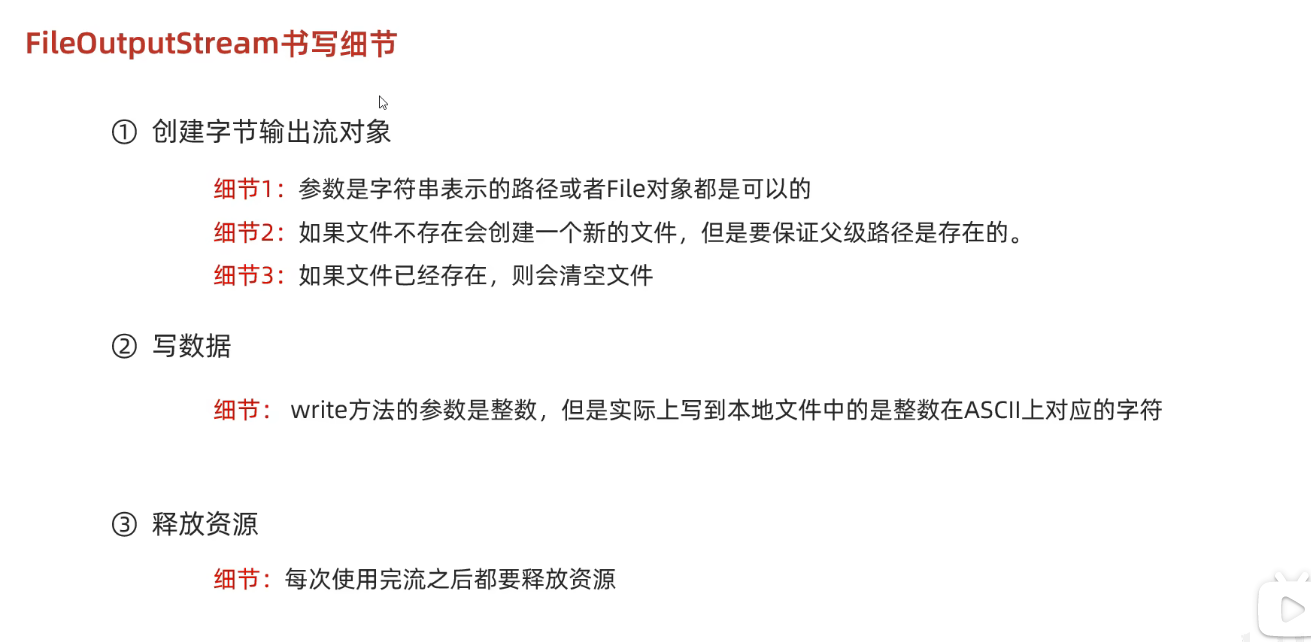 FileOutputStream书写细节
① 创建字节输出流对象
细节1：参数是字符串表示的路径或者File对象都是可以的
细节2：如果文件不存在会创建一个新的文件，但是要保证父级路径是存在的。
细节3：如果文件已经存在，则会清空文件
② 写数据
细节： write方法的参数是整数，但是实际上写到本地文件中的是整数在ASCII上对应的字符
③ 释放资源
细节：每次使用完流之后都要释放资源